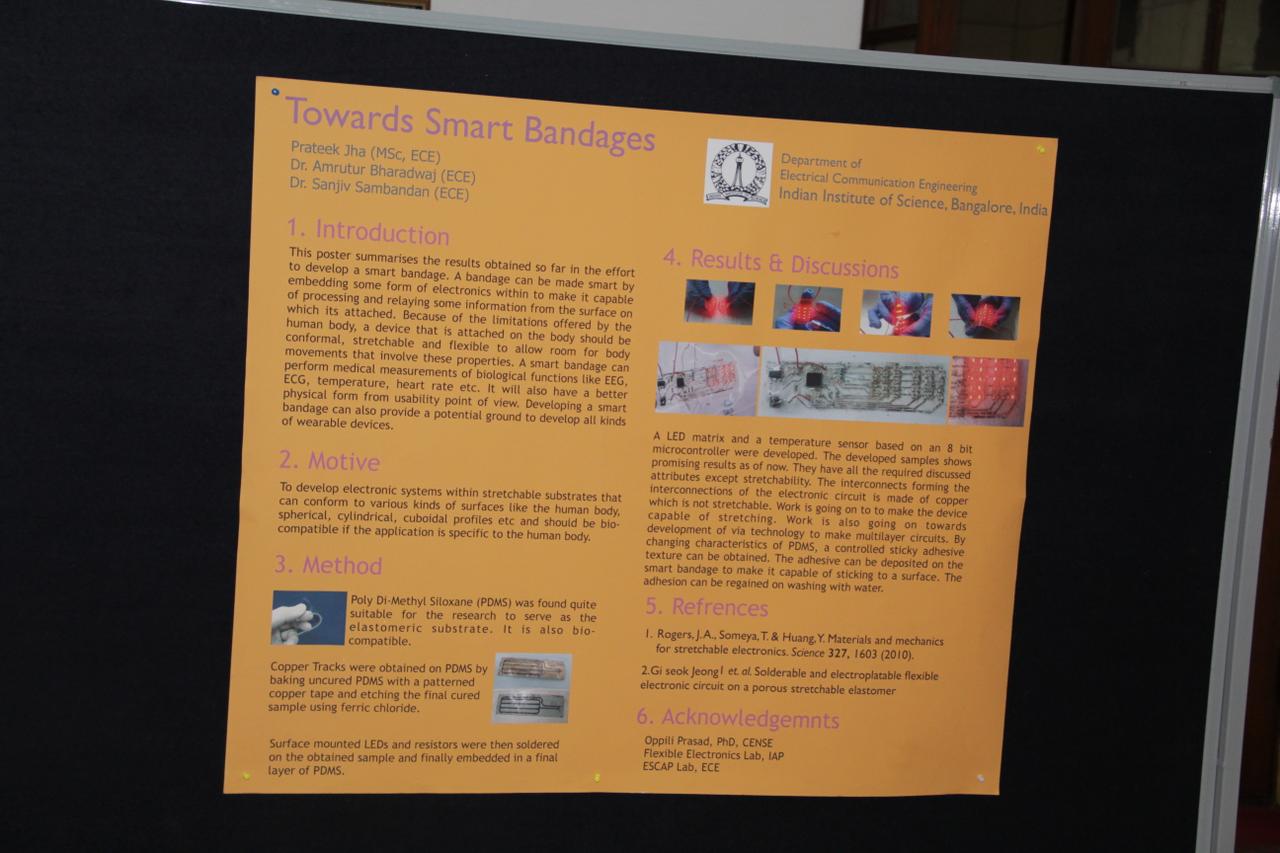 Towards Smart Bandages
Prateek Jha (MSc, ECE)
Dr. Amrutur Bharadwaj (ECE)
Dr. Sanjiv Sambandan (ECE)
Department of
Electrical Communication Engineering
Indian Institute of Science, Bangalore, India
1. Introduction
This poster summarises the results obtained so far in the effort
to develop a smart bandage. A bandage can be made smart by
embedding some form of electronics within to make it capable
of processing and relaying some information from the surface on
which its attached. Because of the limitations offered by the
human body, a device that is attached on the body should be
conformal, stretchable and flexible to allow room for body
movements that involve these properties. A smart bandage can
perform medical measurements of biological functions like EEG,
ECG, temperature, heart rate etc. It will also have a better
physical form from usability point of view. Developing a smart
bandage can also provide a potential ground to develop all kinds
of wearable devices.
2. Motive
To develop electronic systems within stretchable substrates that
can conform to various kinds of surfaces like the human body,
spherical, cylindrical, cuboidal profiles etc and should be bio-
compatible if the application is specific to the human body.
3. Method
Poly Di-Methyl Siloxane (PDMS) was found quite
suitable for the research to serve as the
elastomeric substrate. It is also bio-
compatible.
Copper Tracks were obtained on PDMS by
baking uncured PDMS with a patterned
copper tape and etching the final cured
sample using ferric chloride.
Surface mounted LEDs and resistors were then soldered
on the obtained sample and finally embedded in a final
layer of PDMS.
4. Results & Discussions
A LED matrix and a temperature sensor based on an 8 bit
microcontroller were developed. The developed samples shows
promising results as of now. They have all the required discussed
attributes except stretchability. The interconnects forming the
interconnections of the electronic circuit is made of copper
which is not stretchable. Work is going on to to make the device
capable of stretching. Work is also going on towards
development of via technology to make multilayer circuits. By
changing characteristics of PDMS, a controlled sticky adhesive
texture can be obtained. The adhesive can be deposited on the
smart bandage to make it capable of sticking to a surface. The
adhesion can be regained on washing with water.
5. Refrences
1. Rogers, J.A., Someya, T. & Huang, Y. Materials and mechanics
for stretchable electronics. Science 327, 1603 (2010).
2.Gi seok Jeong1 et. al. Solderable and electroplatable flexible
electronic circuit on a porous stretchable elastomer
6. Acknowledgemnts
Oppili Prasad, PhD, CENSE
Flexible Electronics Lab, IAP
ESCAP Lab, ECE